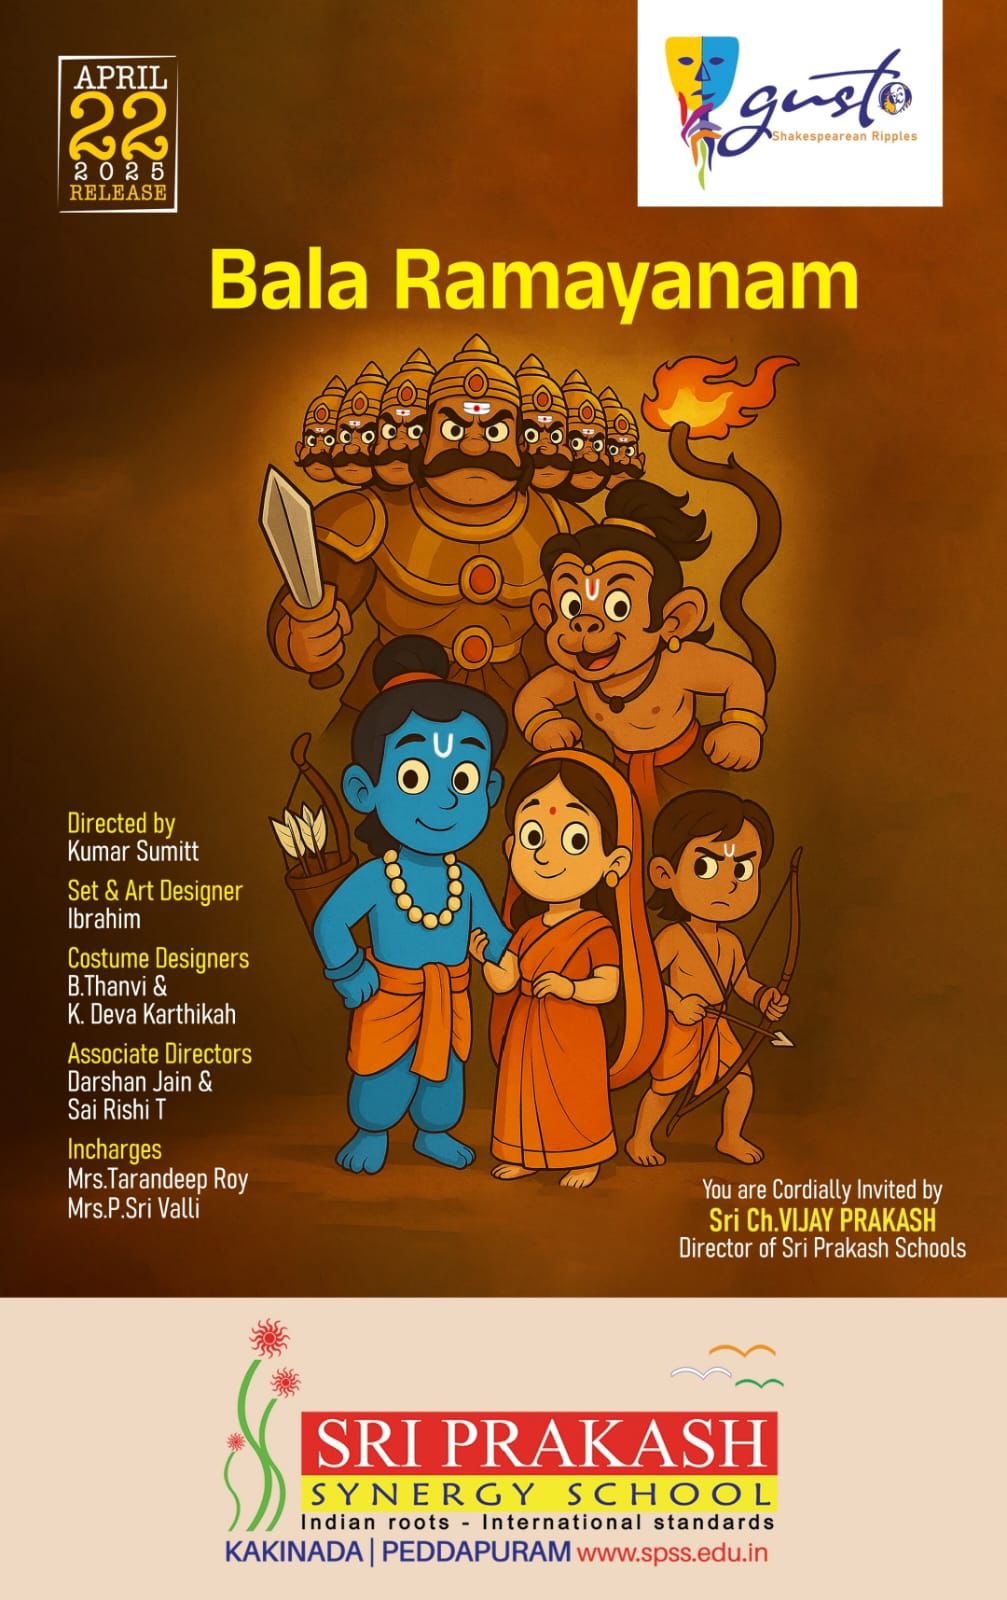 APRIL
22
2025
RELEASE
gusto
Shakespearean Ripples
Bala Ramayanam
Directed by
Kumar Sumitt
Set & Art Designer
Ibrahim
Costume Designers
B.Thanvi &
K. Deva Karthikah
Associate Directors
Darshan Jain &
Sai Rishi T
Incharges
Mrs.Tarandeep Roy
Mrs.P.Sri Valli
You are Cordially Invited by
Sri Ch.VIJAY PRAKASH
Director of Sri Prakash Schools
SRI PRAKASH
SYNERGY SCHOOL
Indian roots - International standards
KAKINADA | PEDDAPURAM www.spss.edu.in